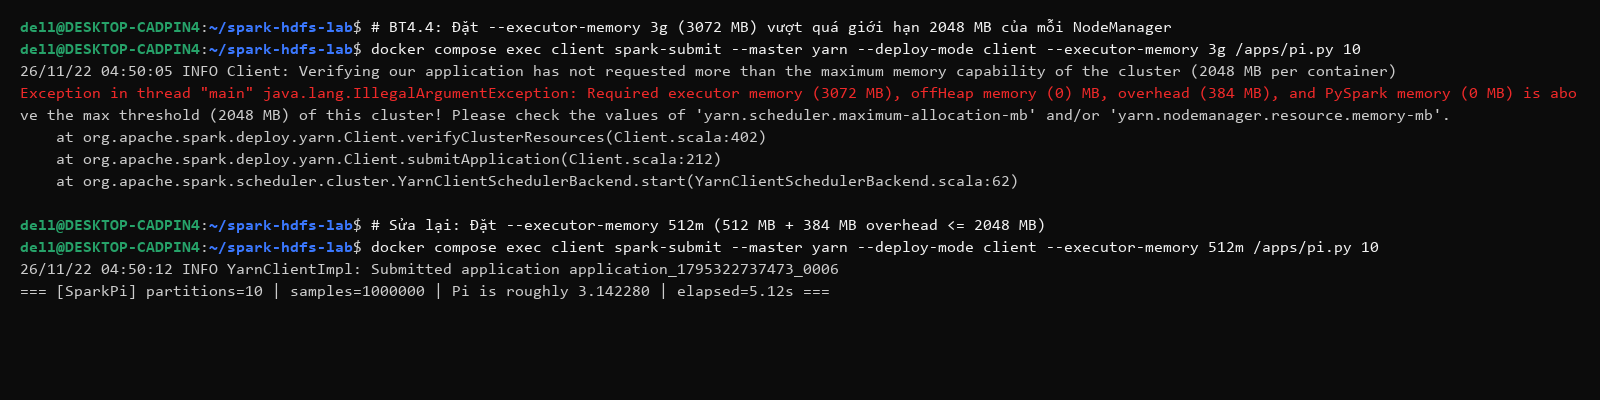 dell@DESKTOP-CADPIN4:~/spark-hdfs-lab$ # BT4.4: Đặt --executor-memory 3g (3072 MB) vượt quá giới hạn 2048 MB của mỗi NodeManager
dell@DESKTOP-CADPIN4:~/spark-hdfs-lab$ docker compose exec client spark-submit --master yarn --deploy-mode client --executor-memory 3g /apps/pi.py 10
26/11/22 04:50:05 INFO Client: Verifying our application has not requested more than the maximum memory capability of the cluster (2048 MB per container)
Exception in thread "main" java.lang.IllegalArgumentException: Required executor memory (3072 MB), offHeap memory (0) MB, overhead (384 MB), and PySpark memory (0 MB) is abo
ve the max threshold (2048 MB) of this cluster! Please check the values of 'yarn.scheduler.maximum-allocation-mb' and/or 'yarn.nodemanager.resource.memory-mb'.
    at org.apache.spark.deploy.yarn.Client.verifyClusterResources(Client.scala:402)
    at org.apache.spark.deploy.yarn.Client.submitApplication(Client.scala:212)
    at org.apache.spark.scheduler.cluster.YarnClientSchedulerBackend.start(YarnClientSchedulerBackend.scala:62)
dell@DESKTOP-CADPIN4:~/spark-hdfs-lab$ # Sửa lại: Đặt --executor-memory 512m (512 MB + 384 MB overhead <= 2048 MB)
dell@DESKTOP-CADPIN4:~/spark-hdfs-lab$ docker compose exec client spark-submit --master yarn --deploy-mode client --executor-memory 512m /apps/pi.py 10
26/11/22 04:50:12 INFO YarnClientImpl: Submitted application application_1795322737473_0006
=== [SparkPi] partitions=10 | samples=1000000 | Pi is roughly 3.142280 | elapsed=5.12s ===